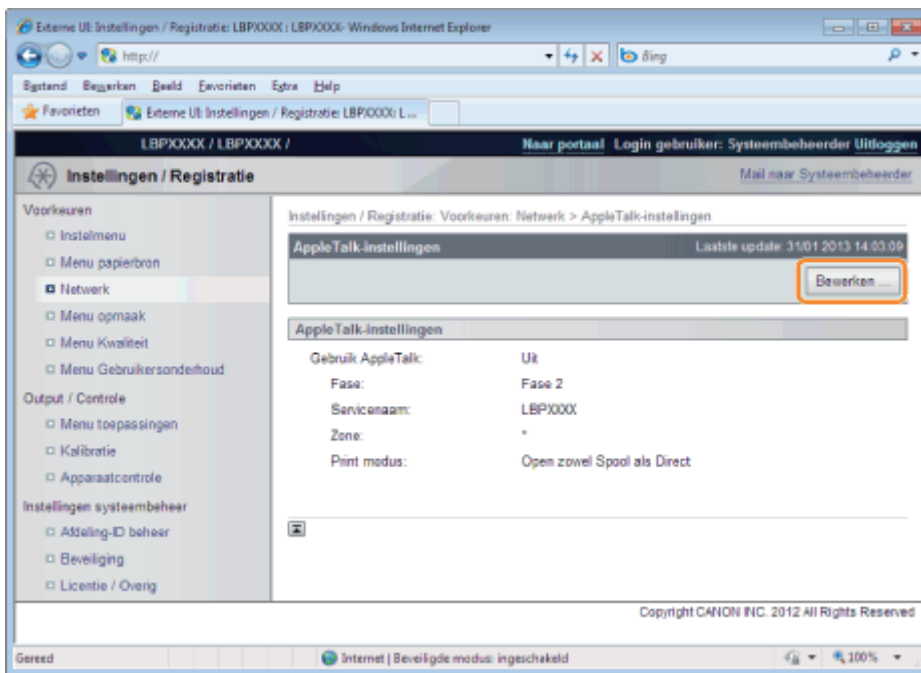 Externe UI: Instellingen / Registratie: LBPXXXX : LBPXXXX- Windows Internet Explorer
http://
Bing
Bestand Bewerken Beeld Favorieten Extra Help
Favorieten
Externe UI: Instellingen / Registratie: LBPXXXX: L...
LBPXXXX / LBPXXXX /
Naar portaal Login gebruiker: Systeembeheerder Uitloggen
Instellingen / Registratie
Mail naar Systeembeheerder
Voorkeuren
Instelmenu
Menu papierbron
Netwerk
Menu opmaak
Menu Kwaliteit
Menu Gebruikersonderhoud
Output / Controle
Menu toepassingen
Kalibratie
Apparaatcontrole
Instellingen systeembeheer
Afdeling-ID beheer
Beveiliging
Licentie / Overig
Instellingen / Registratie: Voorkeuren: Netwerk > AppleTalk-instellingen
AppleTalk-instellingen
Laatste update: 31/01 2013 14:03:09
Bewerken ...
AppleTalk-instellingen
Gebruik AppleTalk: Uit
Fase: Fase 2
Servicenaam: LBPXXXX
Zone: *
Print modus: Open zowel Spool als Direct
Copyright CANON INC. 2012 All Rights Reserved
Gereed
Internet | Beveiligde modus: ingeschakeld
100%